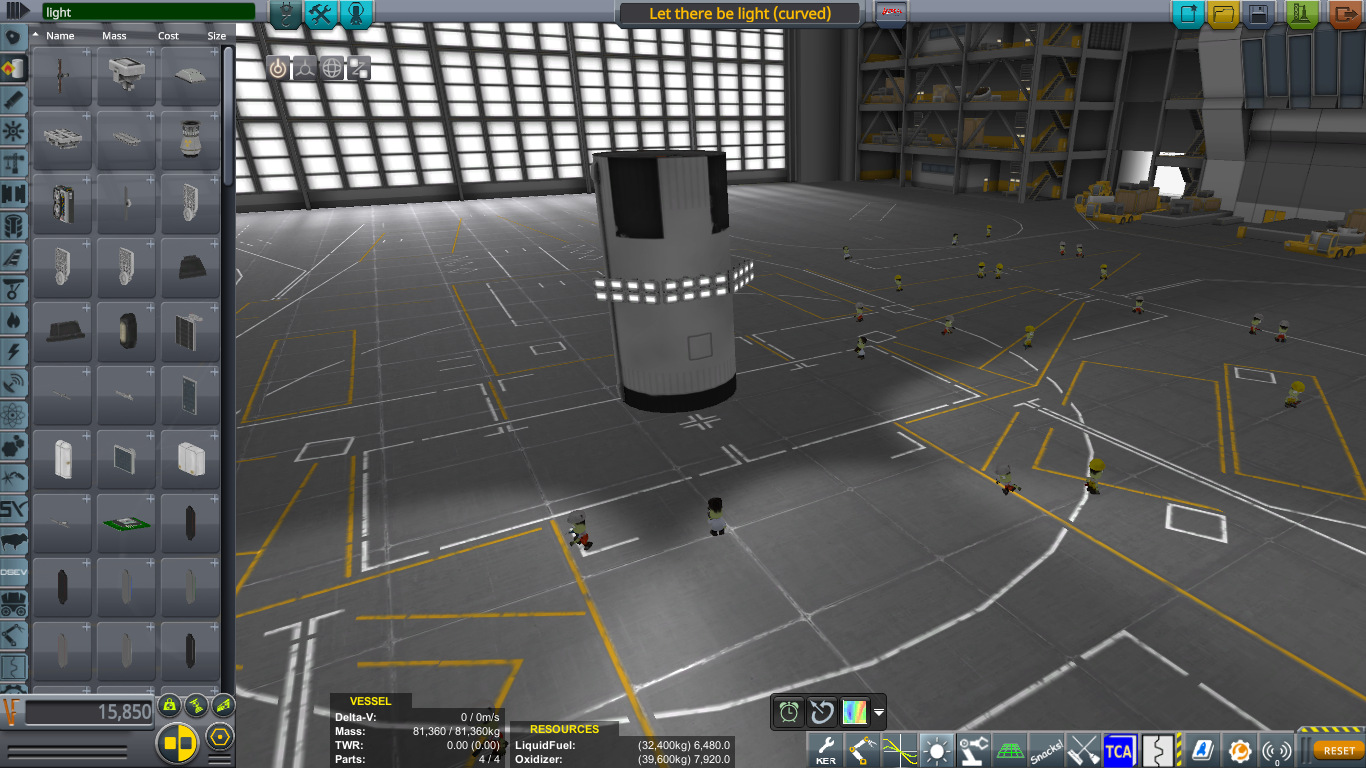 light
Let there be light (curved)
Name Mass Cost Size
DSEV
15,850
VESSEL
Delta-V: 0 / 0m/s
Mass: 81,360 / 81,360kg
TWR: 0.00 (0.00)
Parts: 4 / 4
RESOURCES
LiquidFuel: (32,400kg) 6,480.0
Oxidizer: (39,600kg) 7,920.0
KER
Snacks!
TCA
A
0
RESET